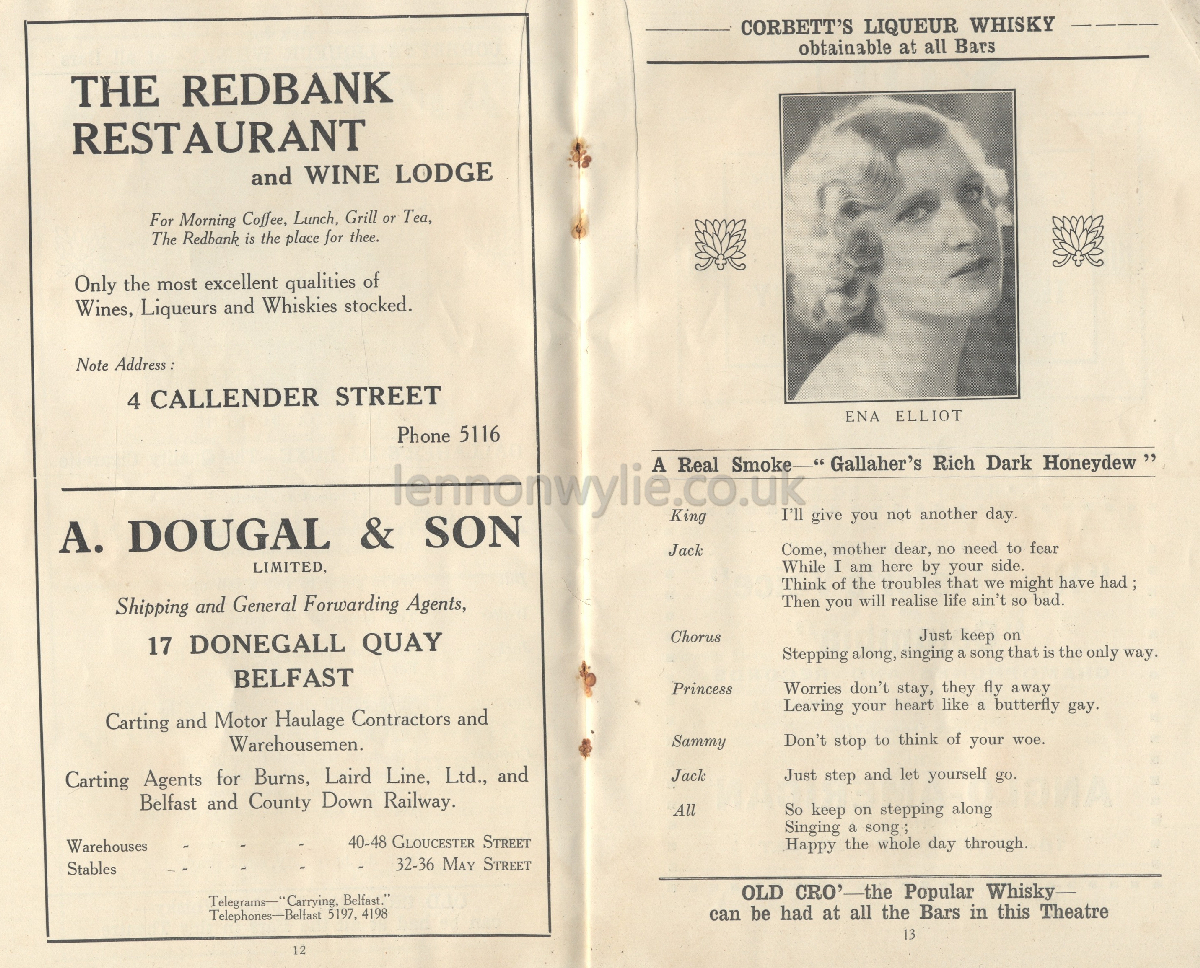 THE REDBANK
RESTAURANT
and WINE LODGE
For Morning Coffee, Lunch, Grill or Tea,
The Redbank is the place for thee.
Only the most excellent qualities of
Wines, Liqueurs and Whiskies stocked.
Note Address :
4 CALLENDER STREET
Phone 5116
A. DOUGAL & SON
LIMITED.
Shipping and General Forwarding Agents,
17 DONEGALL QUAY
BELFAST
Carting and Motor Haulage Contractors and
Warehousemen.
Carting Agents for Burns, Laird Line, Ltd., and
Belfast and County Down Railway.
Warehouses - - - 40-48 GLOUCESTER STREET
Stables - - - - 32-36 MAY STREET
Telegrams—"Carrying, Belfast."
Telephones—Belfast 5197, 4198
12
CORBETT'S LIQUEUR WHISKY
obtainable at all Bars
ENA ELLIOT
A Real Smoke—" Gallaher's Rich Dark Honeydew "
lennonwylie.co.uk
King I'll give you not another day.
Jack Come, mother dear, no need to fear
While I am here by your side.
Think of the troubles that we might have had ;
Then you will realise life ain't so bad.
Chorus Just keep on
Stepping along, singing a song that is the only way.
Princess Worries don't stay, they fly away
Leaving your heart like a butterfly gay.
Sammy Don't stop to think of your woe.
Jack Just step and let yourself go.
All So keep on stepping along
Singing a song ;
Happy the whole day through.
OLD CRO'—the Popular Whisky—
can be had at all the Bars in this Theatre
13